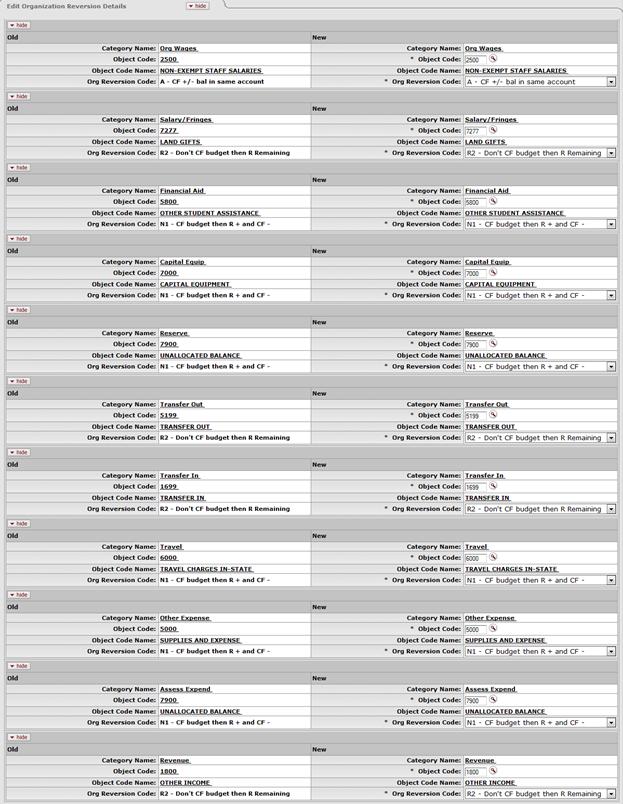 Edit Organization Reversion Details hide
hide
Old New
Category Name: Org Wages Category Name: Org Wages
Object Code: 2500 * Object Code: 2500
Object Code Name: NON-EXEMPT STAFF SALARIES Object Code Name: NON-EXEMPT STAFF SALARIES
Org Reversion Code: A - CF +/- bal in same account * Org Reversion Code: A - CF +/- bal in same account
hide
Old New
Category Name: Salary/Fringes Category Name: Salary/Fringes
Object Code: 7277 * Object Code: 7277
Object Code Name: LAND GIFTS Object Code Name: LAND GIFTS
Org Reversion Code: R2 - Don't CF budget then R Remaining * Org Reversion Code: R2 - Don't CF budget then R Remaining
hide
Old New
Category Name: Financial Aid Category Name: Financial Aid
Object Code: 5800 * Object Code: 5800
Object Code Name: OTHER STUDENT ASSISTANCE Object Code Name: OTHER STUDENT ASSISTANCE
Org Reversion Code: N1 - CF budget then R + and CF - * Org Reversion Code: N1 - CF budget then R + and CF -
hide
Old New
Category Name: Capital Equip Category Name: Capital Equip
Object Code: 7000 * Object Code: 7000
Object Code Name: CAPITAL EQUIPMENT Object Code Name: CAPITAL EQUIPMENT
Org Reversion Code: N1 - CF budget then R + and CF - * Org Reversion Code: N1 - CF budget then R + and CF -
hide
Old New
Category Name: Reserve Category Name: Reserve
Object Code: 7900 * Object Code: 7900
Object Code Name: UNALLOCATED BALANCE Object Code Name: UNALLOCATED BALANCE
Org Reversion Code: N1 - CF budget then R + and CF - * Org Reversion Code: N1 - CF budget then R + and CF -
hide
Old New
Category Name: Transfer Out Category Name: Transfer Out
Object Code: 5199 * Object Code: 5199
Object Code Name: TRANSFER OUT Object Code Name: TRANSFER OUT
Org Reversion Code: R2 - Don't CF budget then R Remaining * Org Reversion Code: R2 - Don't CF budget then R Remaining
hide
Old New
Category Name: Transfer In Category Name: Transfer In
Object Code: 1699 * Object Code: 1699
Object Code Name: TRANSFER IN Object Code Name: TRANSFER IN
Org Reversion Code: R2 - Don't CF budget then R Remaining * Org Reversion Code: R2 - Don't CF budget then R Remaining
hide
Old New
Category Name: Travel Category Name: Travel
Object Code: 6000 * Object Code: 6000
Object Code Name: TRAVEL CHARGES IN-STATE Object Code Name: TRAVEL CHARGES IN-STATE
Org Reversion Code: N1 - CF budget then R + and CF - * Org Reversion Code: N1 - CF budget then R + and CF -
hide
Old New
Category Name: Other Expense Category Name: Other Expense
Object Code: 5000 * Object Code: 5000
Object Code Name: SUPPLIES AND EXPENSE Object Code Name: SUPPLIES AND EXPENSE
Org Reversion Code: N1 - CF budget then R + and CF - * Org Reversion Code: N1 - CF budget then R + and CF -
hide
Old New
Category Name: Assess Expend Category Name: Assess Expend
Object Code: 7900 * Object Code: 7900
Object Code Name: UNALLOCATED BALANCE Object Code Name: UNALLOCATED BALANCE
Org Reversion Code: N1 - CF budget then R + and CF - * Org Reversion Code: N1 - CF budget then R + and CF -
hide
Old New
Category Name: Revenue Category Name: Revenue
Object Code: 1800 * Object Code: 1800
Object Code Name: OTHER INCOME Object Code Name: OTHER INCOME
Org Reversion Code: R2 - Don't CF budget then R Remaining * Org Reversion Code: R2 - Don't CF budget then R Remaining